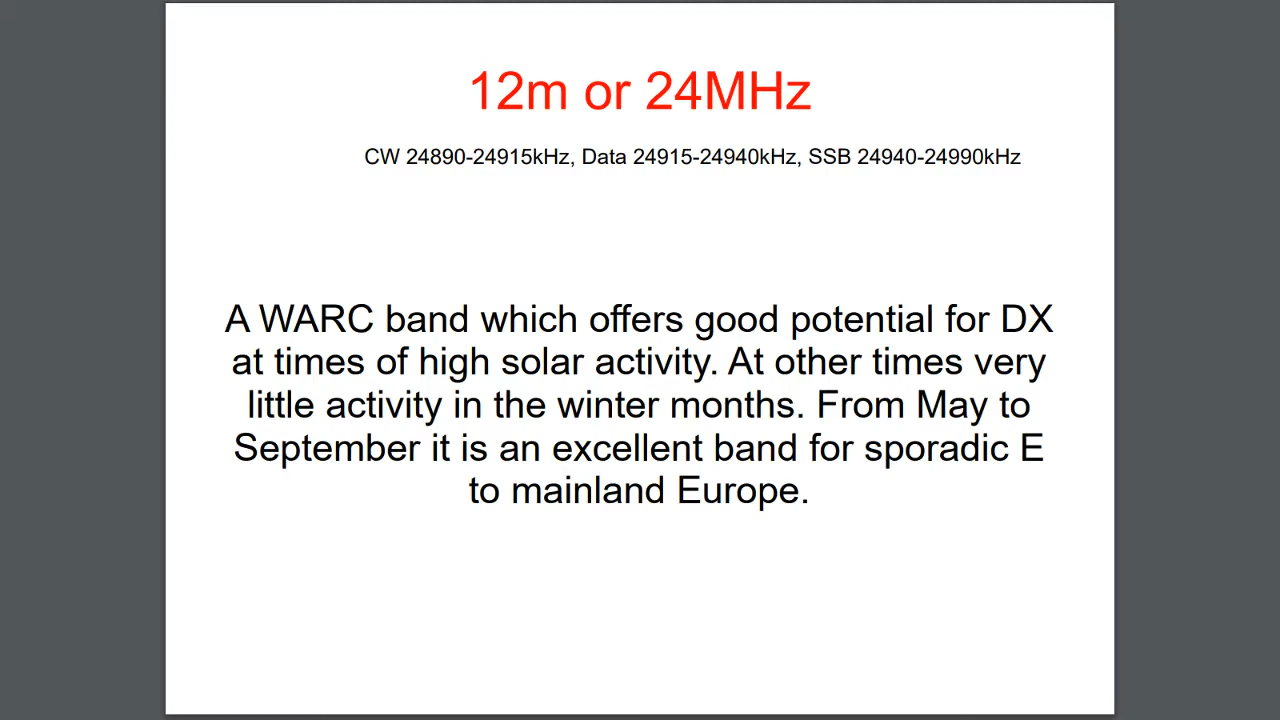 12m or 24MHz
CW 24890-24915kHz, Data 24915-24940kHz, SSB 24940-24990kHz
A WARC band which offers good potential for DX
at times of high solar activity. At other times very
little activity in the winter months. From May to
September it is an excellent band for sporadic E
to mainland Europe.